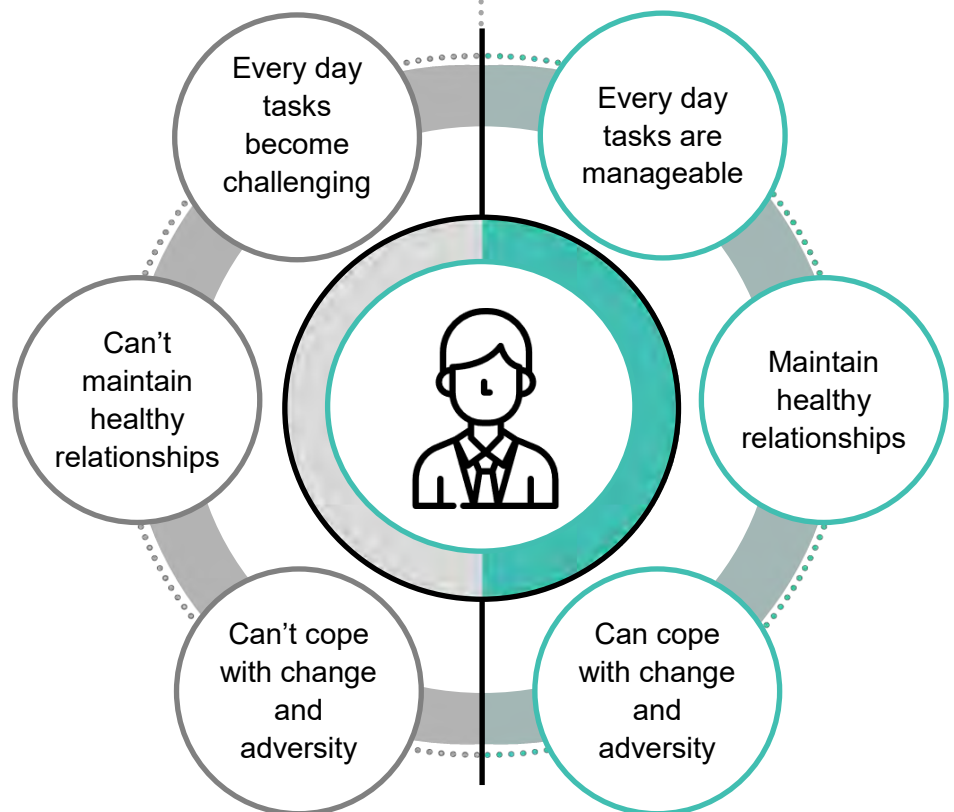 Every day
tasks
become
challenging
Every day
tasks are
manageable
Can't
maintain
healthy
relationships
Maintain
healthy
relationships
Can't cope
with change
and
adversity
Can cope
with change
and
adversity